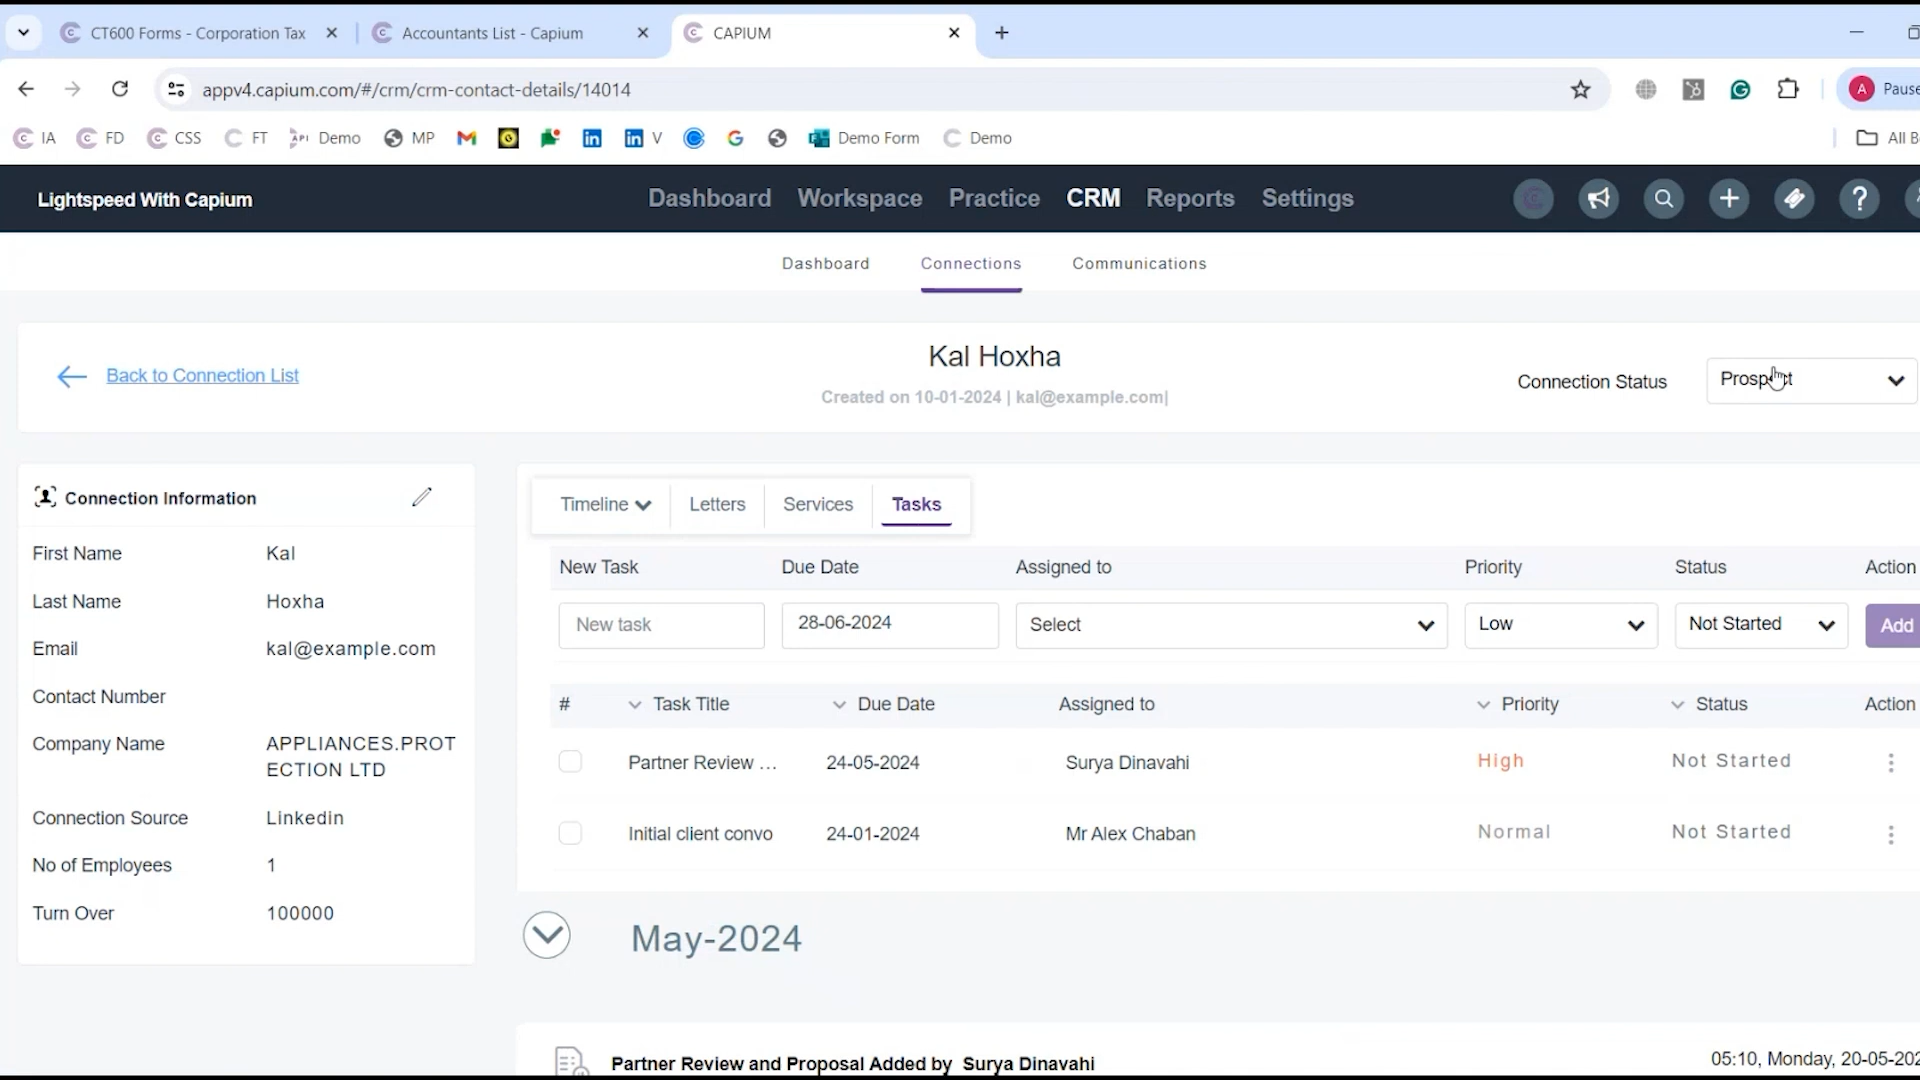 CT600 Forms - Corporation Tax
Accountants List - Capium
CAPIUM
appv4.capium.com/#/crm/crm-contact-details/14014
A
IA
FD
CSS
FT
API Demo
MP
V
Demo Form
Demo
Lightspeed With Capium
Dashboard
Workspace
Practice
CRM
Reports
Settings
Dashboard
Connections
Communications
Back to Connection List
Kal Hoxha
Created on 10-01-2024 | kal@example.com|
Connection Status
Prospect
Connection Information
First Name Kal
Last Name Hoxha
Email kal@example.com
Contact Number
Company Name APPLIANCES.PROT
ECTION LTD
Connection Source Linkedin
No of Employees 1
Turn Over 100000
Timeline
Letters
Services
Tasks
New Task Due Date Assigned to Priority Status Action
New task 28-06-2024 Select Low Not Started Add
# Task Title Due Date Assigned to Priority Status Action
Partner Review ... 24-05-2024 Surya Dinavahi High Not Started
Initial client convo 24-01-2024 Mr Alex Chaban Normal Not Started
May-2024
Partner Review and Proposal Added by Surya Dinavahi
05:10, Monday, 20-05-202